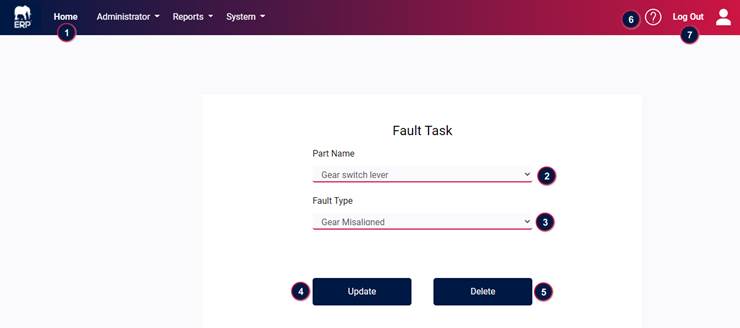 ERP Home Administrator Reports System 6 ? Log Out
1 7
Fault Task
Part Name
Gear switch lever 2
Fault Type
Gear Misalioned 3
4 Update Delete 5